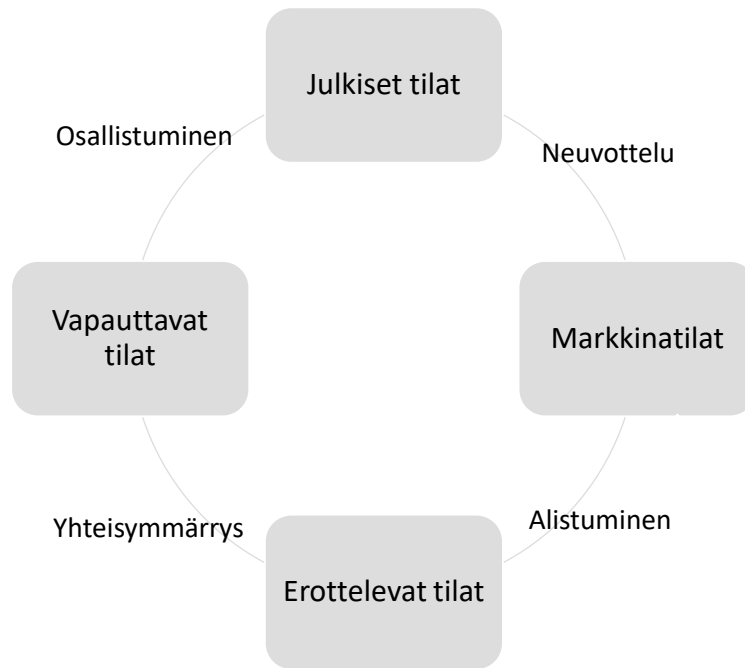 Julkiset tilat
Osallistuminen
Neuvottelu
Vapauttavat
tilat
Markkinatilat
Yhteisymmärrys
Alistuminen
Erottelevat tilat